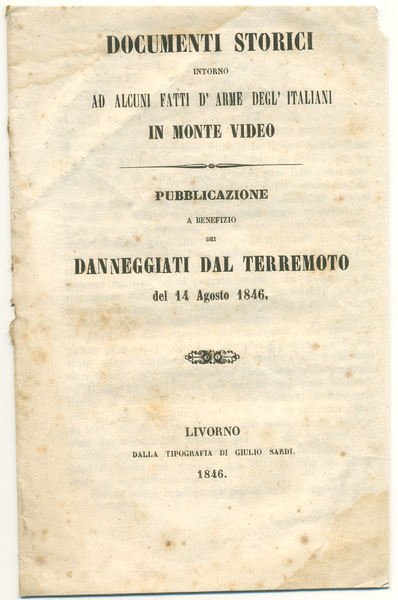 DOCUMENTI STORICI
INTORNO
AD ALCUNI FATTI D' ARME DEGL' ITALIANI
IN MONTE VIDEO
PUBBLICAZIONE
A BENEFIZIO
DEI
DANNEGGIATI DAL TERREMOTO
del 14 Agosto 1846.
LIVORNO
DALLA TIPOGRAFIA DI GIULIO SARDI.
1846.